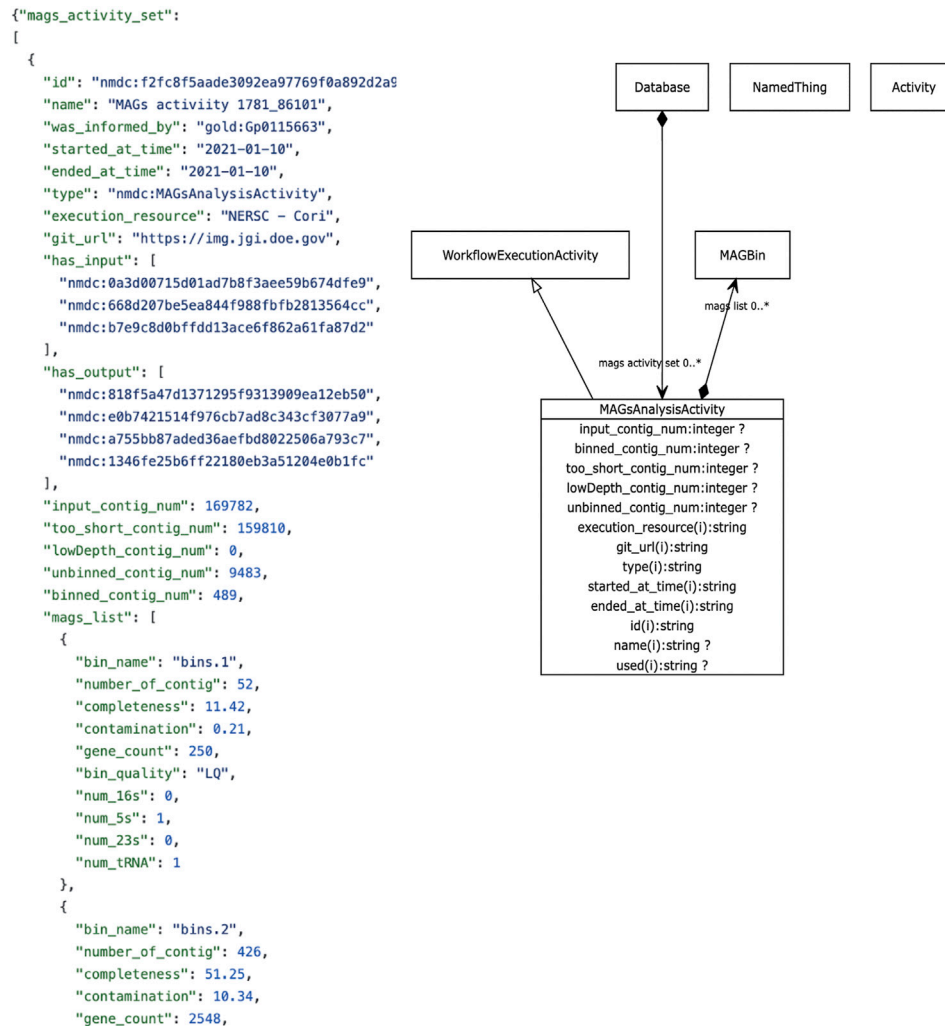 {"mags_activity_set":
[
{
"id": "nmdc:f2fc8f5aade3092ea97769f0a892d2a9
"name": "MAGs activiity 1781_86101",
"was_informed_by": "gold:Gp0115663",
"started_at_time": "2021-01-10",
"ended_at_time": "2021-01-10",
"type": "nmdc:MAGsAnalysisActivity",
"execution_resource": "NERSC – Cori",
"git_url": "https://img.jgi.doe.gov",
"has_input": [
"nmdc:0a3d00715d01ad7b8f3aee59b674dfe9",
"nmdc:668d207be5ea844f988fbfb2813564cc",
"nmdc:b7e9c8d0bffdd13ace6f862a61fa87d2"
],
"has_output": [
"nmdc:818f5a47d1371295f9313909ea12eb50",
"nmdc:e0b7421514f976cb7ad8c343cf3077a9",
"nmdc:a755bb87aded36aefbd8022506a793c7",
"nmdc:1346fe25b6ff22180eb3a51204e0b1fc"
],
"input_contig_num": 169782,
"too_short_contig_num": 159810,
"lowDepth_contig_num": 0,
"unbinned_contig_num": 9483,
"binned_contig_num": 489,
"mags_list": [
{
"bin_name": "bins.1",
"number_of_contig": 52,
"completeness": 11.42,
"contamination": 0.21,
"gene_count": 250,
"bin_quality": "LQ",
"num_16s": 0,
"num_5s": 1,
"num_23s": 0,
"num_tRNA": 1
},
{
"bin_name": "bins.2",
"number_of_contig": 426,
"completeness": 51.25,
"contamination": 10.34,
"gene_count": 2548,
Database
NamedThing
Activity
WorkflowExecutionActivity
MAGBin
mags list 0..*
mags activity set 0..*
MAGsAnalysisActivity
input_contig_num:integer ?
binned_contig_num:integer ?
too_short_contig_num:integer ?
lowDepth_contig_num:integer ?
unbinned_contig_num:integer ?
execution_resource(i):string
git_url(i):string
type(i):string
started_at_time(i):string
ended_at_time(i):string
id(i):string
name(i):string ?
used(i):string ?